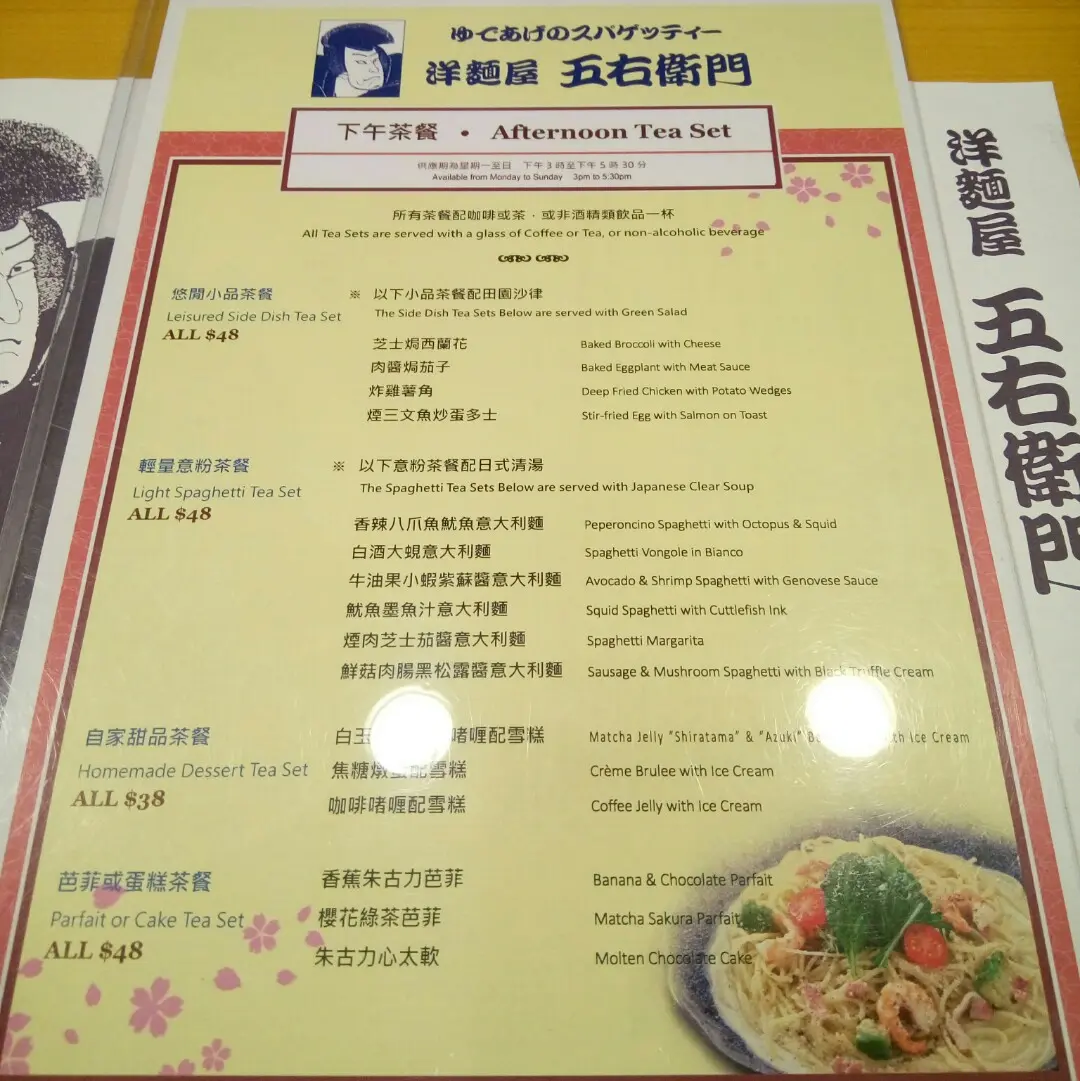 ゆであげのスパゲッティー
洋麵屋 五右衛門
下午茶餐 • Afternoon Tea Set
供應期為星期一至日 下午3時至下午5時30分
Available from Monday to Sunday 3pm to 5:30pm
所有茶餐配咖啡或茶，或非酒精類飲品一杯
All Tea Sets are served with a glass of Coffee or Tea, or non-alcoholic beverage
悠閒小品茶餐
Leisured Side Dish Tea Set
ALL $48
※ 以下小品茶餐配田園沙律
The Side Dish Tea Sets Below are served with Green Salad
芝士焗西蘭花 Baked Broccoli with Cheese
肉醬焗茄子 Baked Eggplant with Meat Sauce
炸雞薯角 Deep Fried Chicken with Potato Wedges
煙三文魚炒蛋多士 Stir-fried Egg with Salmon on Toast
輕量意粉茶餐
Light Spaghetti Tea Set
ALL $48
※ 以下意粉茶餐配日式清湯
The Spaghetti Tea Sets Below are served with Japanese Clear Soup
香辣八爪魚魷魚意大利麵 Peperoncino Spaghetti with Octopus & Squid
白酒大蜆意大利麵 Spaghetti Vongole in Bianco
牛油果小蝦紫蘇醬意大利麵 Avocado & Shrimp Spaghetti with Genovese Sauce
魷魚墨魚汁意大利麵 Squid Spaghetti with Cuttlefish Ink
煙肉芝士茄醬意大利麵 Spaghetti Margarita
鮮菇肉腸黑松露醬意大利麵 Sausage & Mushroom Spaghetti with Black Truffle Cream
自家甜品茶餐
Homemade Dessert Tea Set
ALL $38
白玉 啫喱配雪糕 Matcha Jelly "Shiratama" & "Azuki" with Ice Cream
焦糖燉蛋配雪糕 Crème Brulee with Ice Cream
咖啡啫喱配雪糕 Coffee Jelly with Ice Cream
芭菲或蛋糕茶餐
Parfait or Cake Tea Set
ALL $48
香蕉朱古力芭菲 Banana & Chocolate Parfait
櫻花綠茶芭菲 Matcha Sakura Parfait
朱古力心太軟 Molten Chocolate Cake
洋麵屋 五右衛門